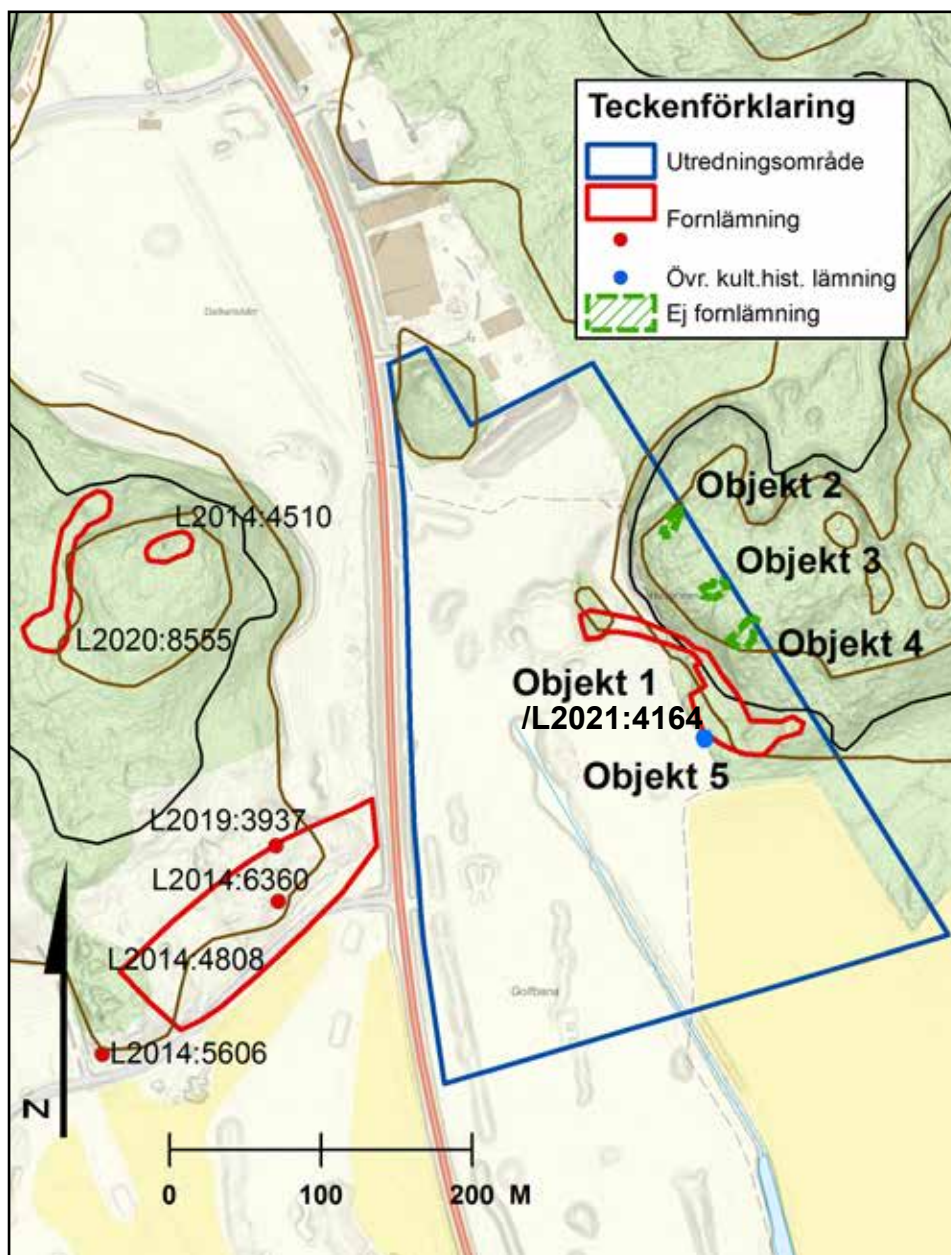 Teckenförklaring
Utredningsområde
Fornlämning
Övr. kult.hist. lämning
Ej fornlämning
Objekt 2
L2014:4510
Objekt 3
L2020:8555
Objekt 4
Objekt 1
/L2021:4164
Objekt 5
L2019:3937
L2014:6360
L2014:4808
Golfbana
L2014:5606
N
0 100 200 M